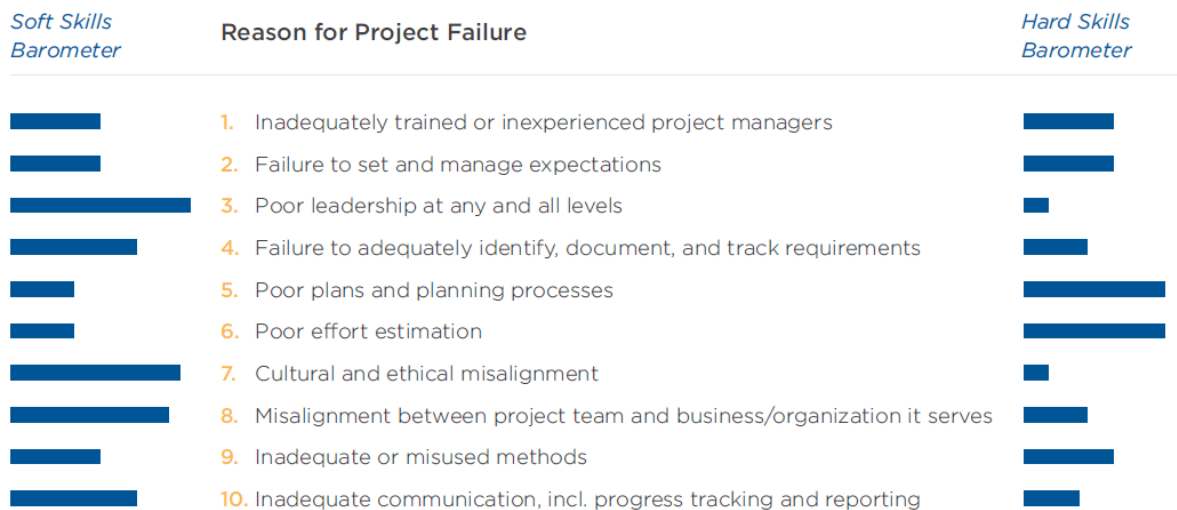 Soft Skills
Barometer
Reason for Project Failure
Hard Skills
Barometer
1. Inadequately trained or inexperienced project managers
2. Failure to set and manage expectations
3. Poor leadership at any and all levels
4. Failure to adequately identify, document, and track requirements
5. Poor plans and planning processes
6. Poor effort estimation
7. Cultural and ethical misalignment
8. Misalignment between project team and business/organization it serves
9. Inadequate or misused methods
10. Inadequate communication, incl. progress tracking and reporting